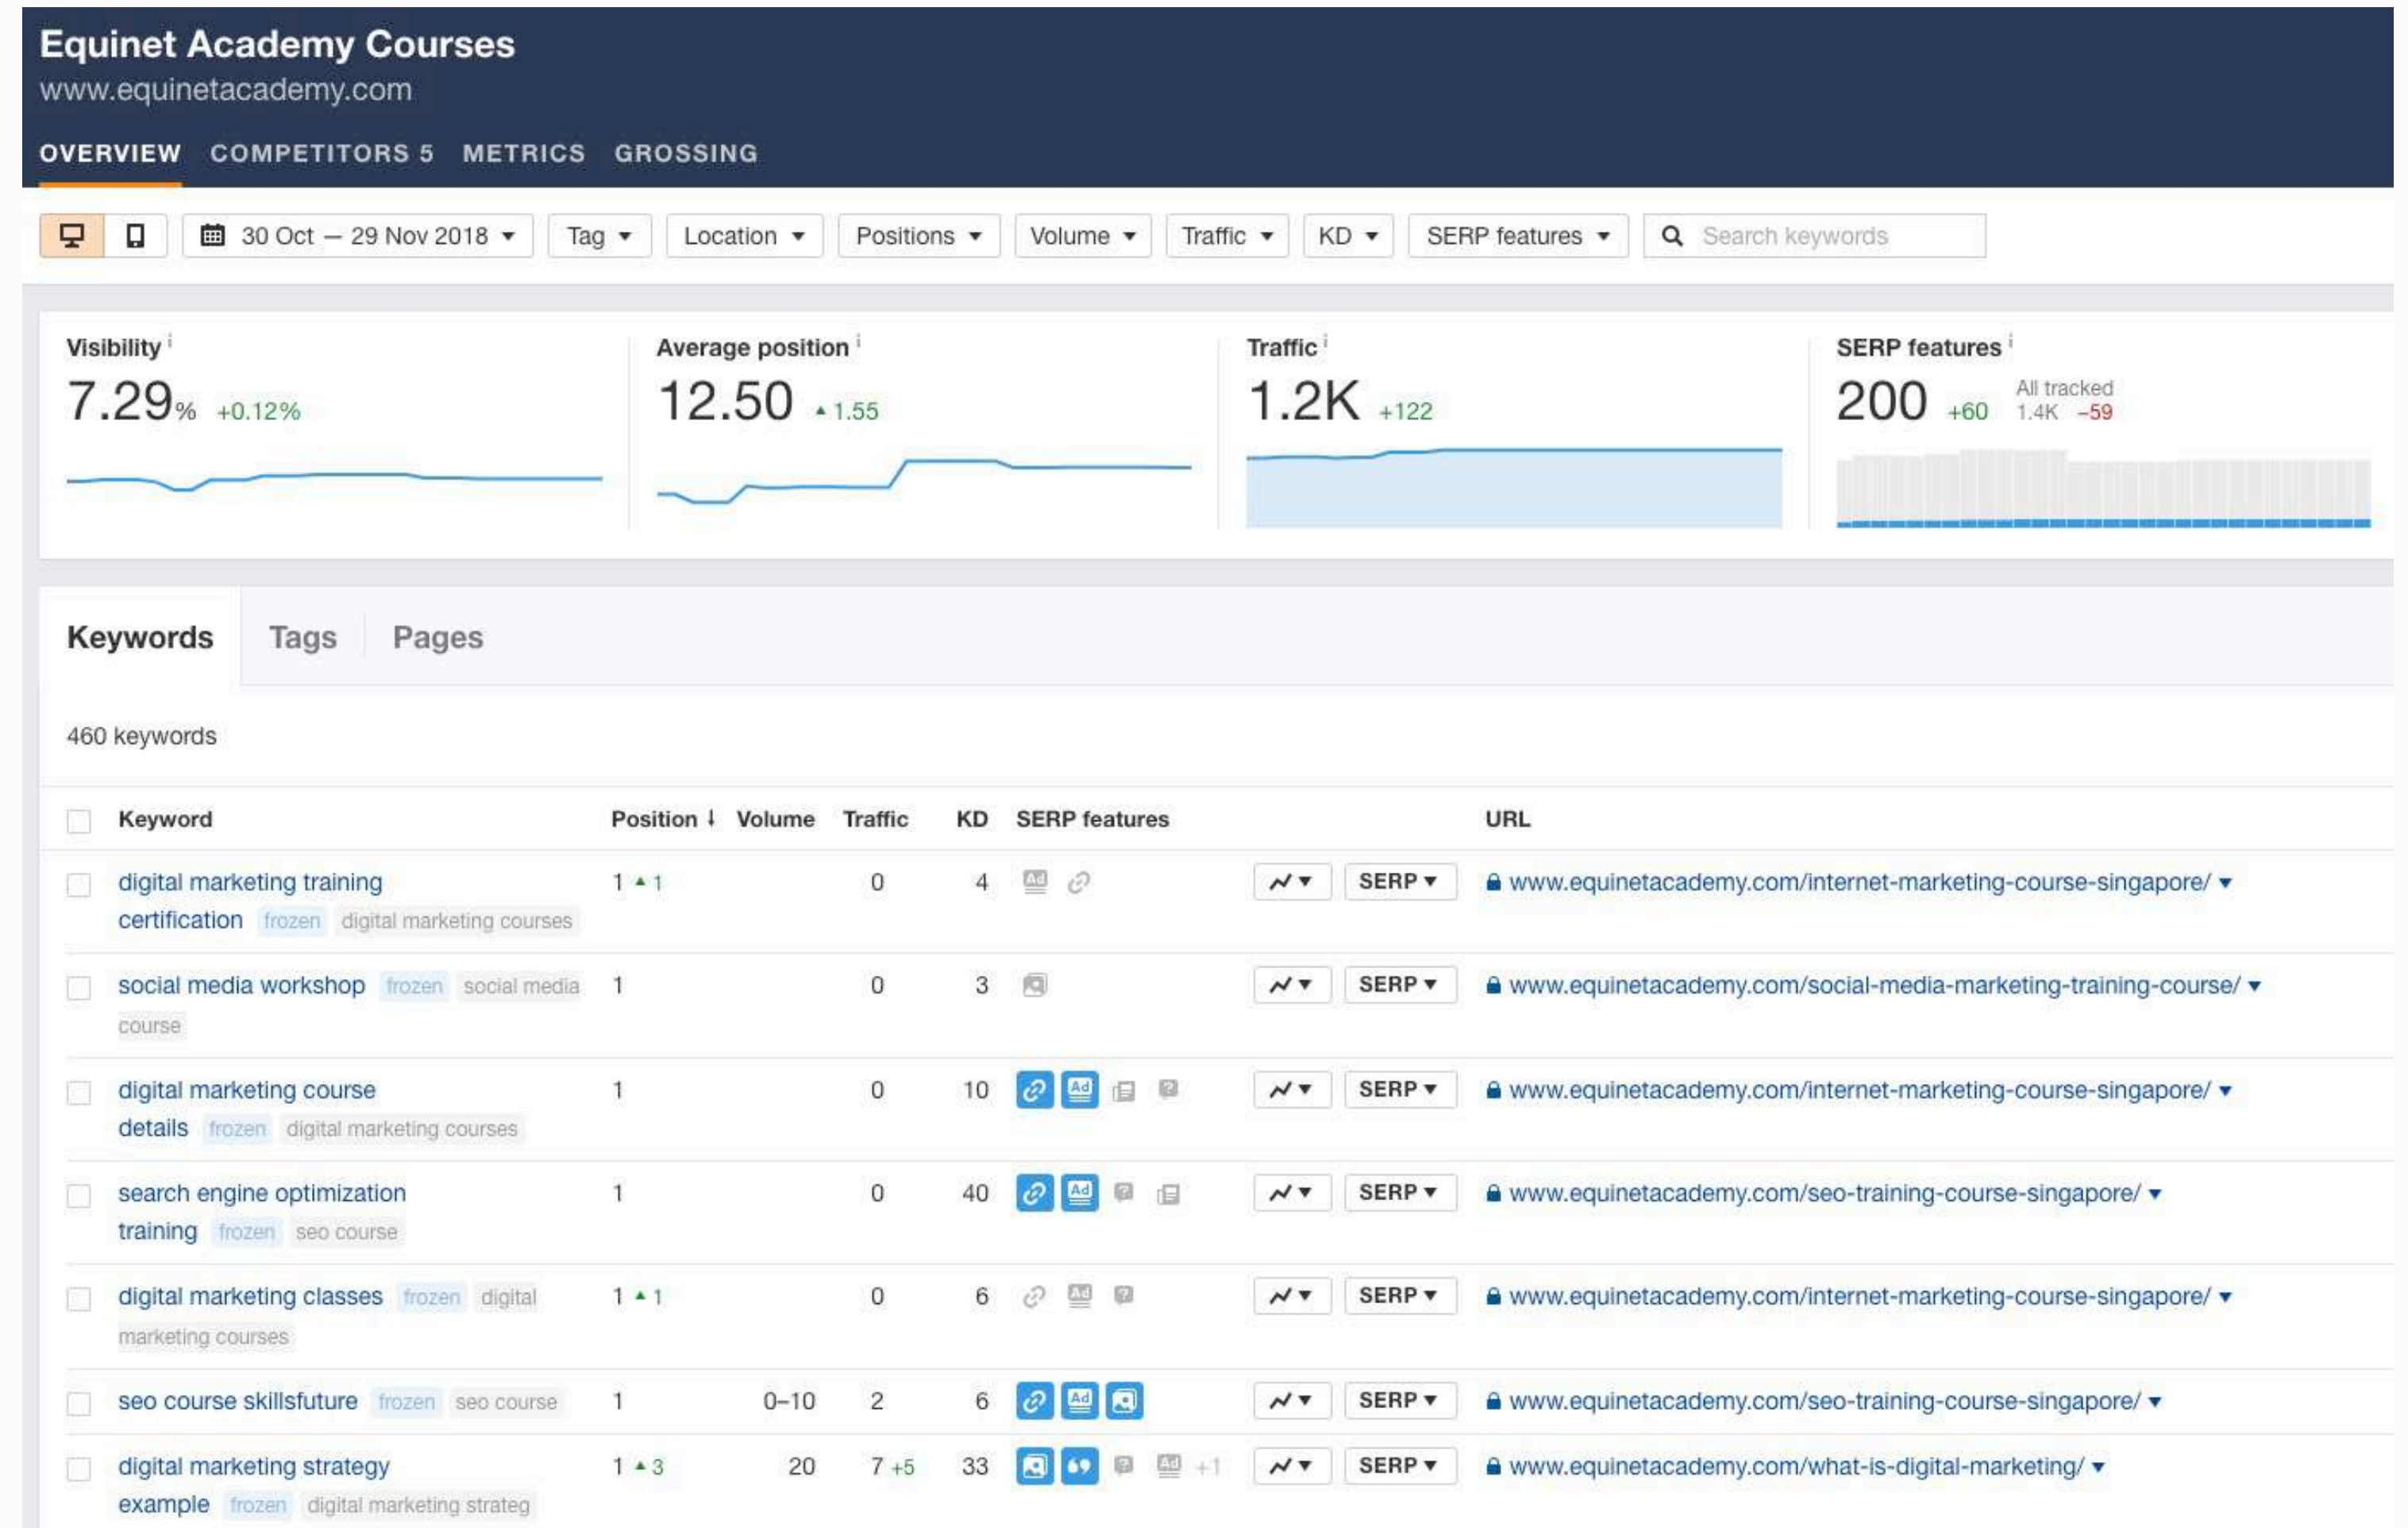 Equinet Academy Courses
www.equinetacademy.com
OVERVIEW COMPETITORS 5 METRICS GROSSING
30 Oct — 29 Nov 2018 Tag Location Positions Volume Traffic KD SERP features Search keywords
Visibility i Average position i Traffic i SERP features i
7.29% +0.12% 12.50 1.55 1.2K +122 200 +60 All tracked
1.4K −59
Keywords Tags Pages
460 keywords
Keyword Position ↓ Volume Traffic KD SERP features URL
digital marketing training 1 ▲ 1 0 4 Ad SERP www.equinetacademy.com/internet-marketing-course-singapore/
certification frozen digital marketing courses
social media workshop frozen social media 1 0 3 SERP www.equinetacademy.com/social-media-marketing-training-course/
course
digital marketing course 1 0 10 Ad ? SERP www.equinetacademy.com/internet-marketing-course-singapore/
details frozen digital marketing courses
search engine optimization 1 0 40 Ad ? SERP www.equinetacademy.com/seo-training-course-singapore/
training frozen seo course
digital marketing classes frozen digital 1 ▲ 1 0 6 Ad ? SERP www.equinetacademy.com/internet-marketing-course-singapore/
marketing courses
seo course skillsfuture frozen seo course 1 0–10 2 6 Ad SERP www.equinetacademy.com/seo-training-course-singapore/
digital marketing strategy 1 ▲ 3 20 7 +5 33 ? Ad +1 SERP www.equinetacademy.com/what-is-digital-marketing/
example frozen digital marketing strateg